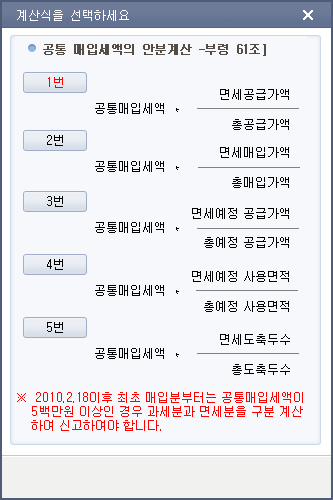 계산식을 선택하세요
공통 매입세액의 안분계산 -부령 61조]
1번
면세공급가액
공통매입세액 *
총공급가액
2번
면세매입가액
공통매입세액 *
총매입가액
3번
면세예정 공급가액
공통매입세액 *
총예정 공급가액
4번
면세예정 사용면적
공통매입세액 *
총예정 사용면적
5번
면세도축두수
공통매입세액 *
총도축두수
※ 2010.2.18이후 최초 매입분부터는 공통매입세액이
5백만원 이상인 경우 과세분과 면세분을 구분 계산
하여 신고하여야 합니다.